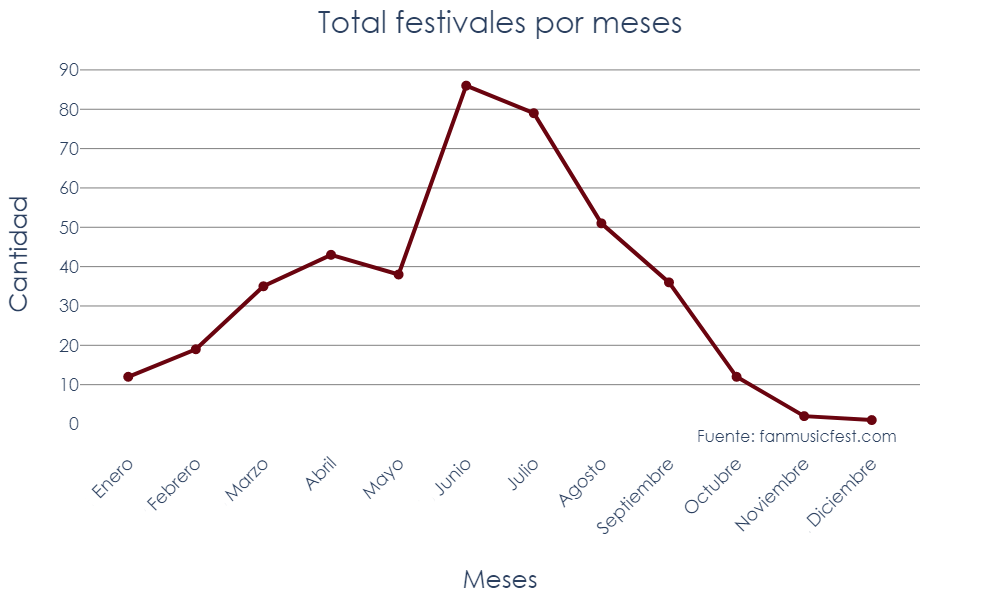 Total festivales por meses
90
80
70
60
50
40
30
20
10
0
Cantidad
Fuente: fanmusicfest.com
Enero
Febrero
Marzo
Abril
Mayo
Junio
Julio
Agosto
Septiembre
Octubre
Noviembre
Diciembre
Meses